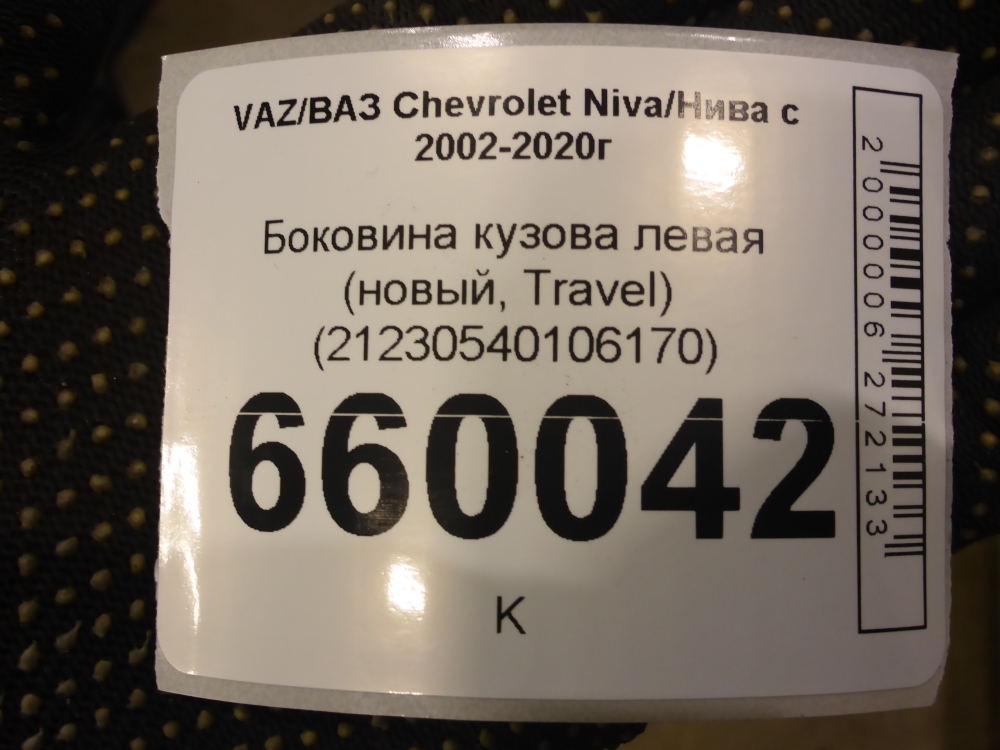 VAZ/ВАЗ Chevrolet Niva/Нива с
2002-2020г
Боковина кузова левая
(новый, Travel)
(21230540106170)
660042
К
2000006272133